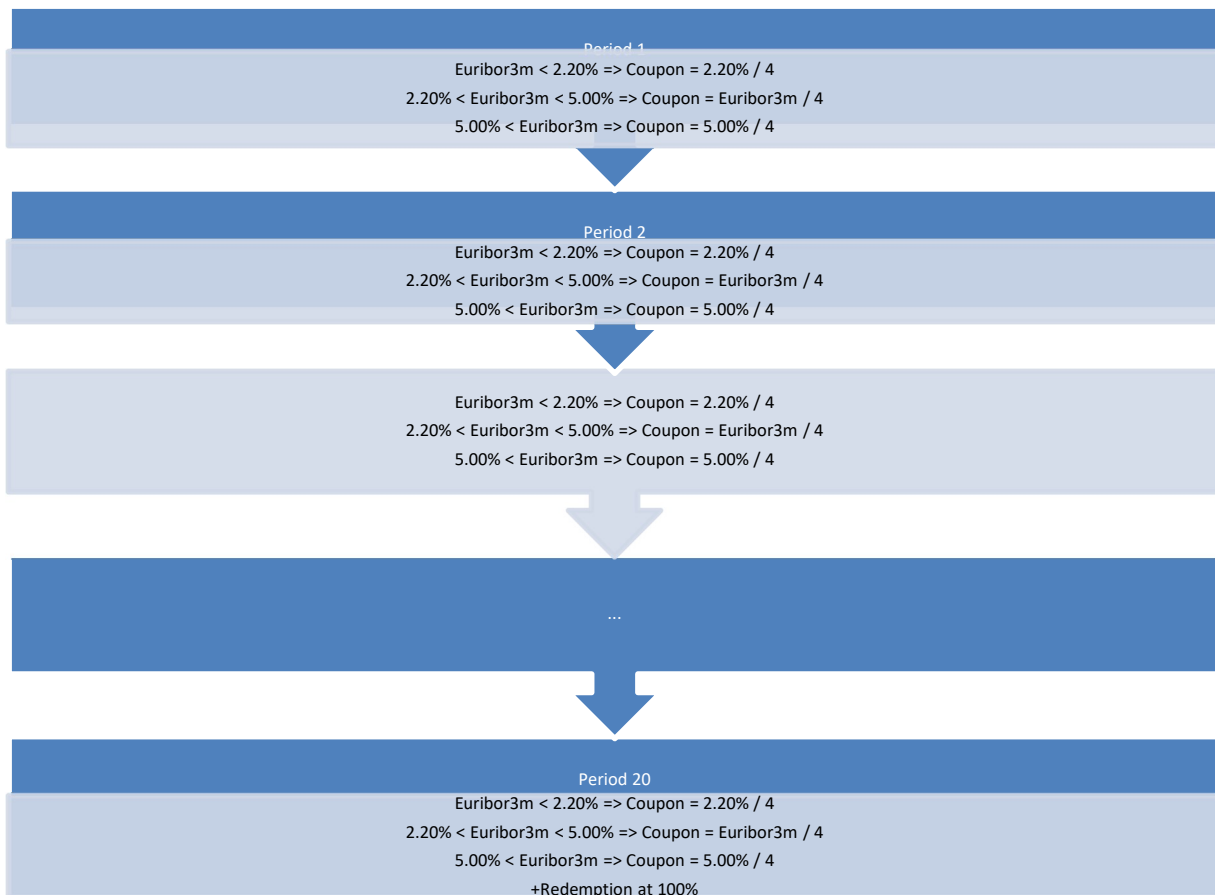 Period 1
Euribor3m < 2.20% => Coupon = 2.20% / 4
2.20% < Euribor3m < 5.00% => Coupon = Euribor3m / 4
5.00% < Euribor3m => Coupon = 5.00% / 4
Period 2
Euribor3m < 2.20% => Coupon = 2.20% / 4
2.20% < Euribor3m < 5.00% => Coupon = Euribor3m / 4
5.00% < Euribor3m => Coupon = 5.00% / 4
Euribor3m < 2.20% => Coupon = 2.20% / 4
2.20% < Euribor3m < 5.00% => Coupon = Euribor3m / 4
5.00% < Euribor3m => Coupon = 5.00% / 4
...
Period 20
Euribor3m < 2.20% => Coupon = 2.20% / 4
2.20% < Euribor3m < 5.00% => Coupon = Euribor3m / 4
5.00% < Euribor3m => Coupon = 5.00% / 4
+Redemption at 100%